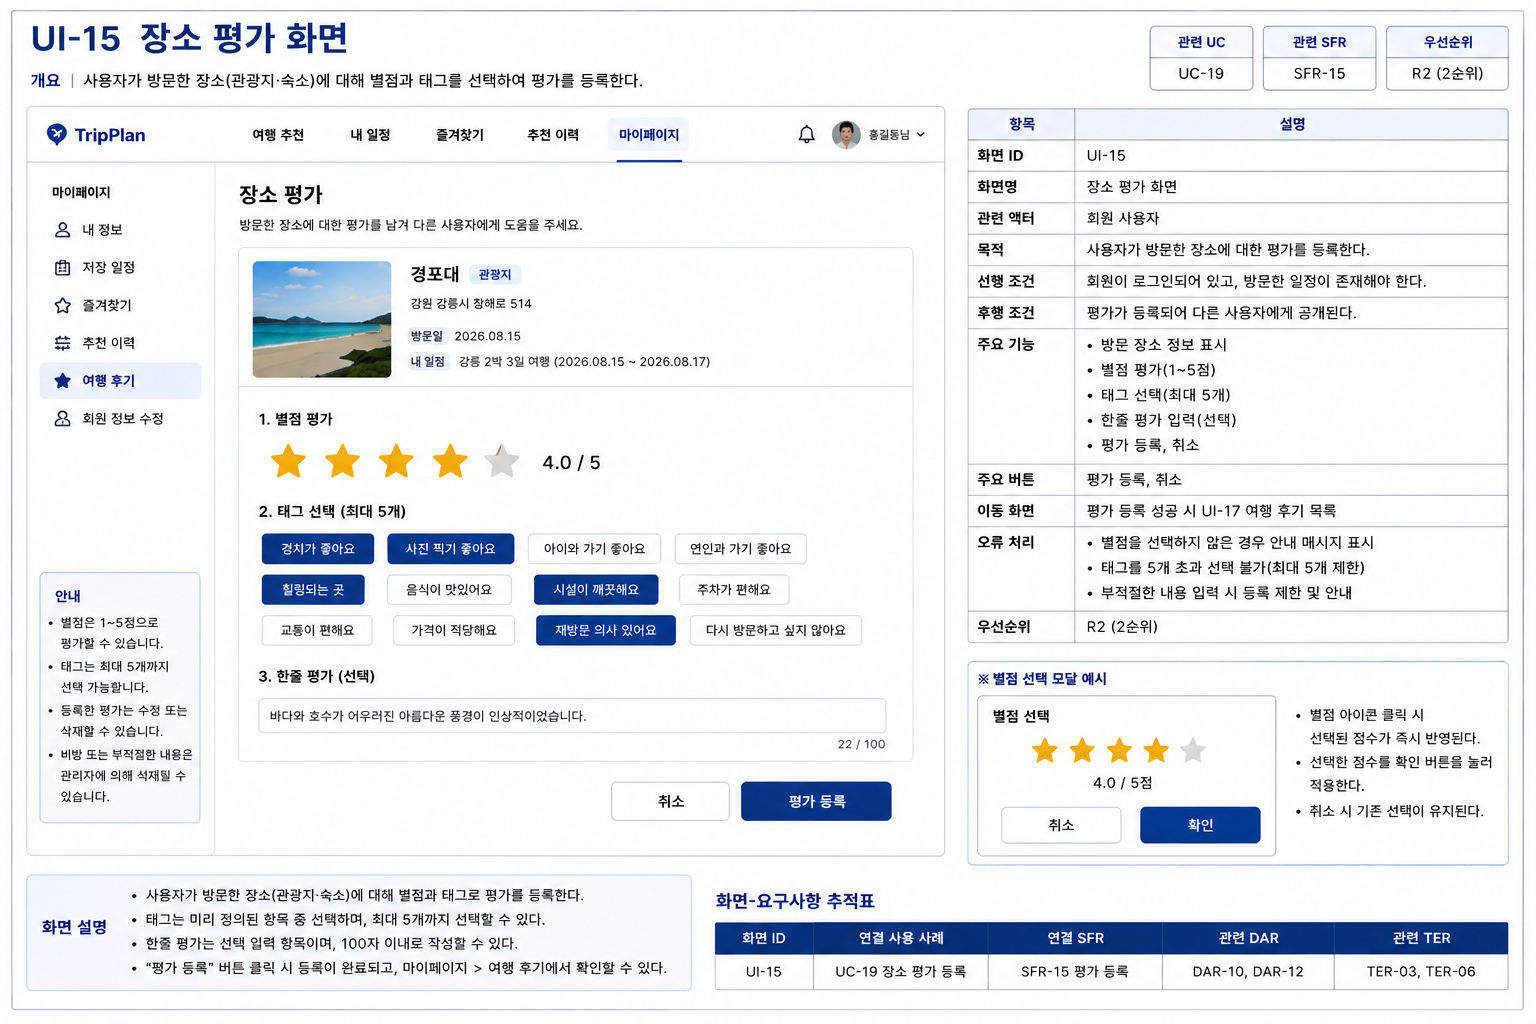 UI-15 장소 평가 화면
개요 | 사용자가 방문한 장소(관광지·숙소)에 대해 별점과 태그를 선택하여 평가를 등록한다.
관련 UC
UC-19
관련 SFR
SFR-15
우선순위
R2 (2순위)
TripPlan
여행 추천
내 일정
즐겨찾기
추천 이력
마이페이지
홍길동님
마이페이지
내 정보
저장 일정
즐겨찾기
추천 이력
여행 후기
회원 정보 수정
안내
• 별점은 1~5점으로
평가할 수 있습니다.
• 태그는 최대 5개까지
선택 가능할니다.
• 등록한 평가는 수정 또는
삭재할 수 있습니다.
• 비방 또는 부적절한 내용은
관리자에 의해 석재될 수
있습니다.
장소 평가
방문한 장소에 대한 평가를 남겨 다른 사용자에게 도움을 주세요.
경포대
관광지
강원 강릉시 창해로 514
방문일 2026.08.15
내 일점 강릉 2박 3일 여행 (2026.08.15 ~ 2026.08.17)
1. 별점 평가
4.0 / 5
2. 태그 선택 (최대 5개)
경치가 좋아요
사진 찍기 좋아요
아이와 가기 좋아요
연인과 가기 좋아요
힐링되는 곳
음식이 맛있어요
시설이 깨끗해요
주차가 편해요
교통이 편해요
가격이 적당해요
재방문 의사 있어요
다시 방문하고 싶지 않아요
3. 한줄 평가 (선택)
바다와 호수가 어우러진 아름다운 풍경이 인상적이었습니다.
22 / 100
취소
평가 등록
항목 설명
화면 ID UI-15
화면명 장소 평가 화면
관련 액터 회원 사용자
목적 사용자가 방문한 장소에 대한 평가를 등록한다.
선행 조건 회원이 로그인되어 있고, 방문한 일정이 존재해야 한다.
후행 조건 평가가 등록되어 다른 사용자에게 공개된다.
주요 기능 • 방문 장소 정보 표시
• 별점 평가(1~5점)
• 태그 선택(최대 5개)
• 한줄 평가 입력(선택)
• 평가 등록, 취소
주요 버튼 평가 등록, 취소
이동 화면 평가 등록 성공 시 UI-17 여행 후기 목록
오류 처리 • 별점을 선택하지 않은 경우 안내 매시지 표시
• 태그를 5개 초과 선택 불가(최대 5개 제한)
• 부적절한 내용 입력 시 등록 제한 및 안내
우선순위 R2 (2순위)
※ 별점 선택 모달 예시
별점 선택
4.0 / 5점
취소
확인
• 별점 아이콘 클릭 시
선택된 점수가 즉시 반영된다.
• 선택한 점수를 확인 버튼을 눌러
적용한다.
• 취소 시 기존 선택이 유지된다.
화면 설명
• 사용자가 방문한 장소(관광지·숙소)에 대해 별점과 태그로 평가를 등록한다.
• 태그는 미리 정의된 항목 중 선택하며, 최대 5개까지 선택할 수 있다.
• 한줄 평가는 선택 입력 항목이며, 100자 이내로 작성할 수 있다.
• “평가 등록” 버튼 클릭 시 등록이 완료되고, 마이페이지 > 여행 후기에서 확인할 수 있다.
화면-요구사항 추적표
화면 ID 연결 사용 사례 연결 SFR 관련 DAR 관련 TER
UI-15 UC-19 장소 평가 등록 SFR-15 평가 등록 DAR-10, DAR-12 TER-03, TER-06